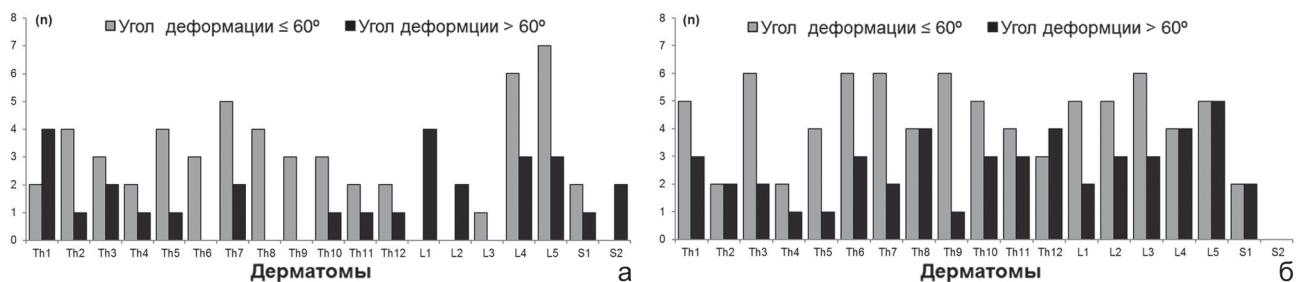 (n)
Угол деформации ≤ 60º Угол деформции > 60º
8
7
6
5
4
3
2
1
0
Th1 Th2 Th3 Th4 Th5 Th6 Th7 Th8 Th9 Th10 Th11 Th12 L1 L2 L3 L4 L5 S1 S2
Дерматомы
а
(n)
Угол деформации ≤ 60º Угол деформции > 60º
8
7
6
5
4
3
2
1
0
Th1 Th2 Th3 Th4 Th5 Th6 Th7 Th8 Th9 Th10 Th11 Th12 L1 L2 L3 L4 L5 S1 S2
Дерматомы
б